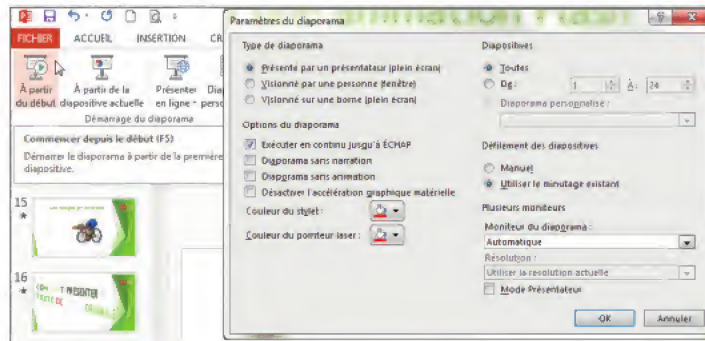 FICHIER ACCUEIL INSERTION
À partir du début
À partir de la diapositive actuelle
Présenter en ligne
Démarrage du diaporama
Commencer depuis le début (F5)
Démarrer le diaporama à partir de la première diapositive.
15
16
PRESENTER
Paramètres du diaporama
Type de diaporama
Présenté par un présentateur (plein écran)
Visionné par une personne (fenêtre)
Visionné sur une borne (plein écran)
Options du diaporama
Exécuter en continu jusqu'à ÉCHAP
Diaporama sans narration
Diaporama sans animation
Désactiver l'accélération graphique matérielle
Couleur du stylet :
Couleur du pointeur laser :
Diapositives
Toutes
De : 1 À : 24
Diaporama personnalisé :
Défilement des diapositives
Manuel
Utiliser le minutage existant
Plusieurs moniteurs
Moniteur du diaporama :
Automatique
Résolution :
Utiliser la résolution actuelle
Mode Présentateur
OK Annuler